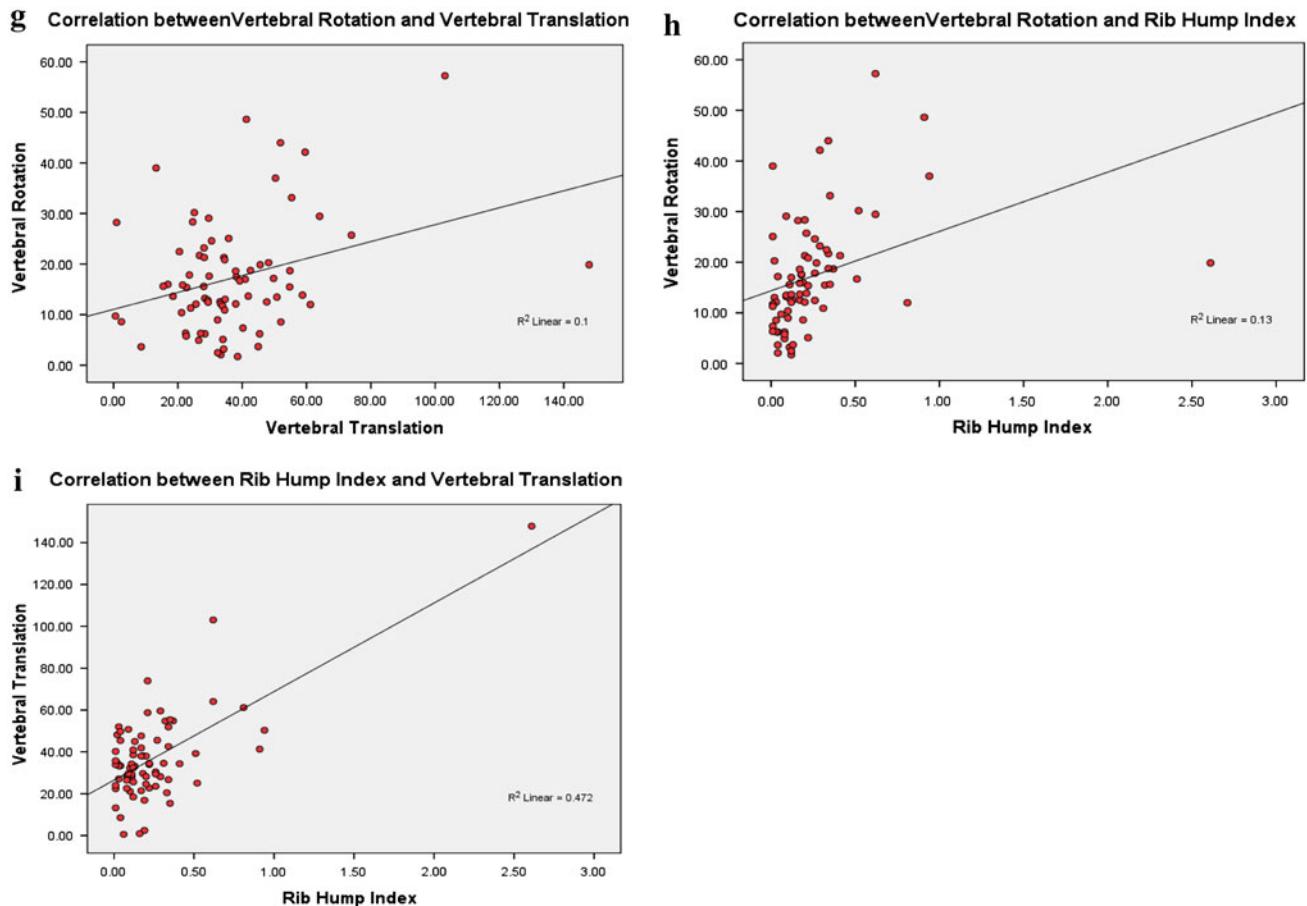 g Correlation betweenVertebral Rotation and Vertebral Translation
Vertebral Rotation
60.00
50.00
40.00
30.00
20.00
10.00
0.00
R2 Linear = 0.1
0.00 20.00 40.00 60.00 80.00 100.00 120.00 140.00
Vertebral Translation
h Correlation betweenVertebral Rotation and Rib Hump Index
Vertebral Rotation
60.00
50.00
40.00
30.00
20.00
10.00
0.00
R2 Linear = 0.13
0.00 0.50 1.00 1.50 2.00 2.50 3.00
Rib Hump Index
i Correlation between Rib Hump Index and Vertebral Translation
Vertebral Translation
140.00
120.00
100.00
80.00
60.00
40.00
20.00
0.00
R2 Linear = 0.472
0.00 0.50 1.00 1.50 2.00 2.50 3.00
Rib Hump Index